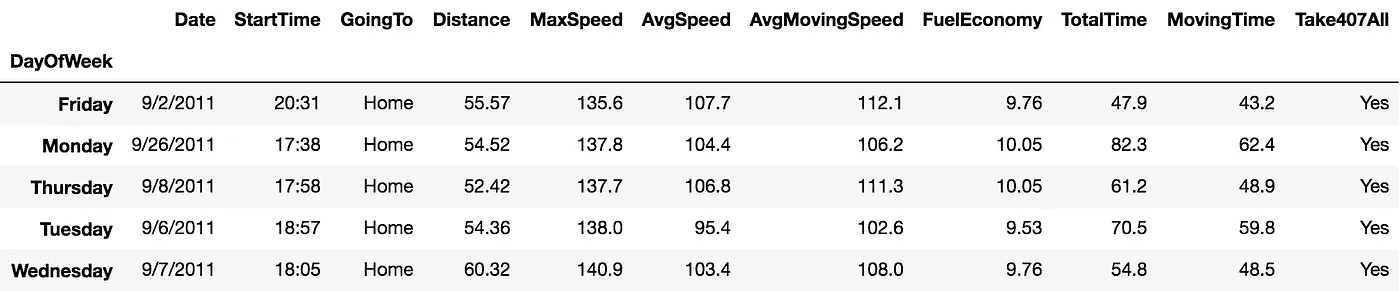 Date StartTime GoingTo Distance MaxSpeed AvgSpeed AvgMovingSpeed FuelEconomy TotalTime MovingTime Take407All
DayOfWeek
Friday 9/2/2011 20:31 Home 55.57 135.6 107.7 112.1 9.76 47.9 43.2 Yes
Monday 9/26/2011 17:38 Home 54.52 137.8 104.4 106.2 10.05 82.3 62.4 Yes
Thursday 9/8/2011 17:58 Home 52.42 137.7 106.8 111.3 10.05 61.2 48.9 Yes
Tuesday 9/6/2011 18:57 Home 54.36 138.0 95.4 102.6 9.53 70.5 59.8 Yes
Wednesday 9/7/2011 18:05 Home 60.32 140.9 103.4 108.0 9.76 54.8 48.5 Yes